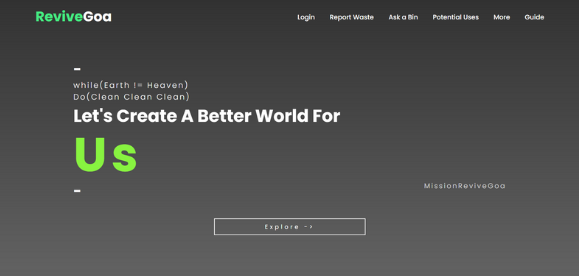 ReviveGoa
Login Report Waste Ask a Bin Potential Uses More Guide
-
while(Earth != Heaven)
Do(Clean Clean Clean)
Let's Create A Better World For
Us
-
MissionReviveGoa
Explore ->